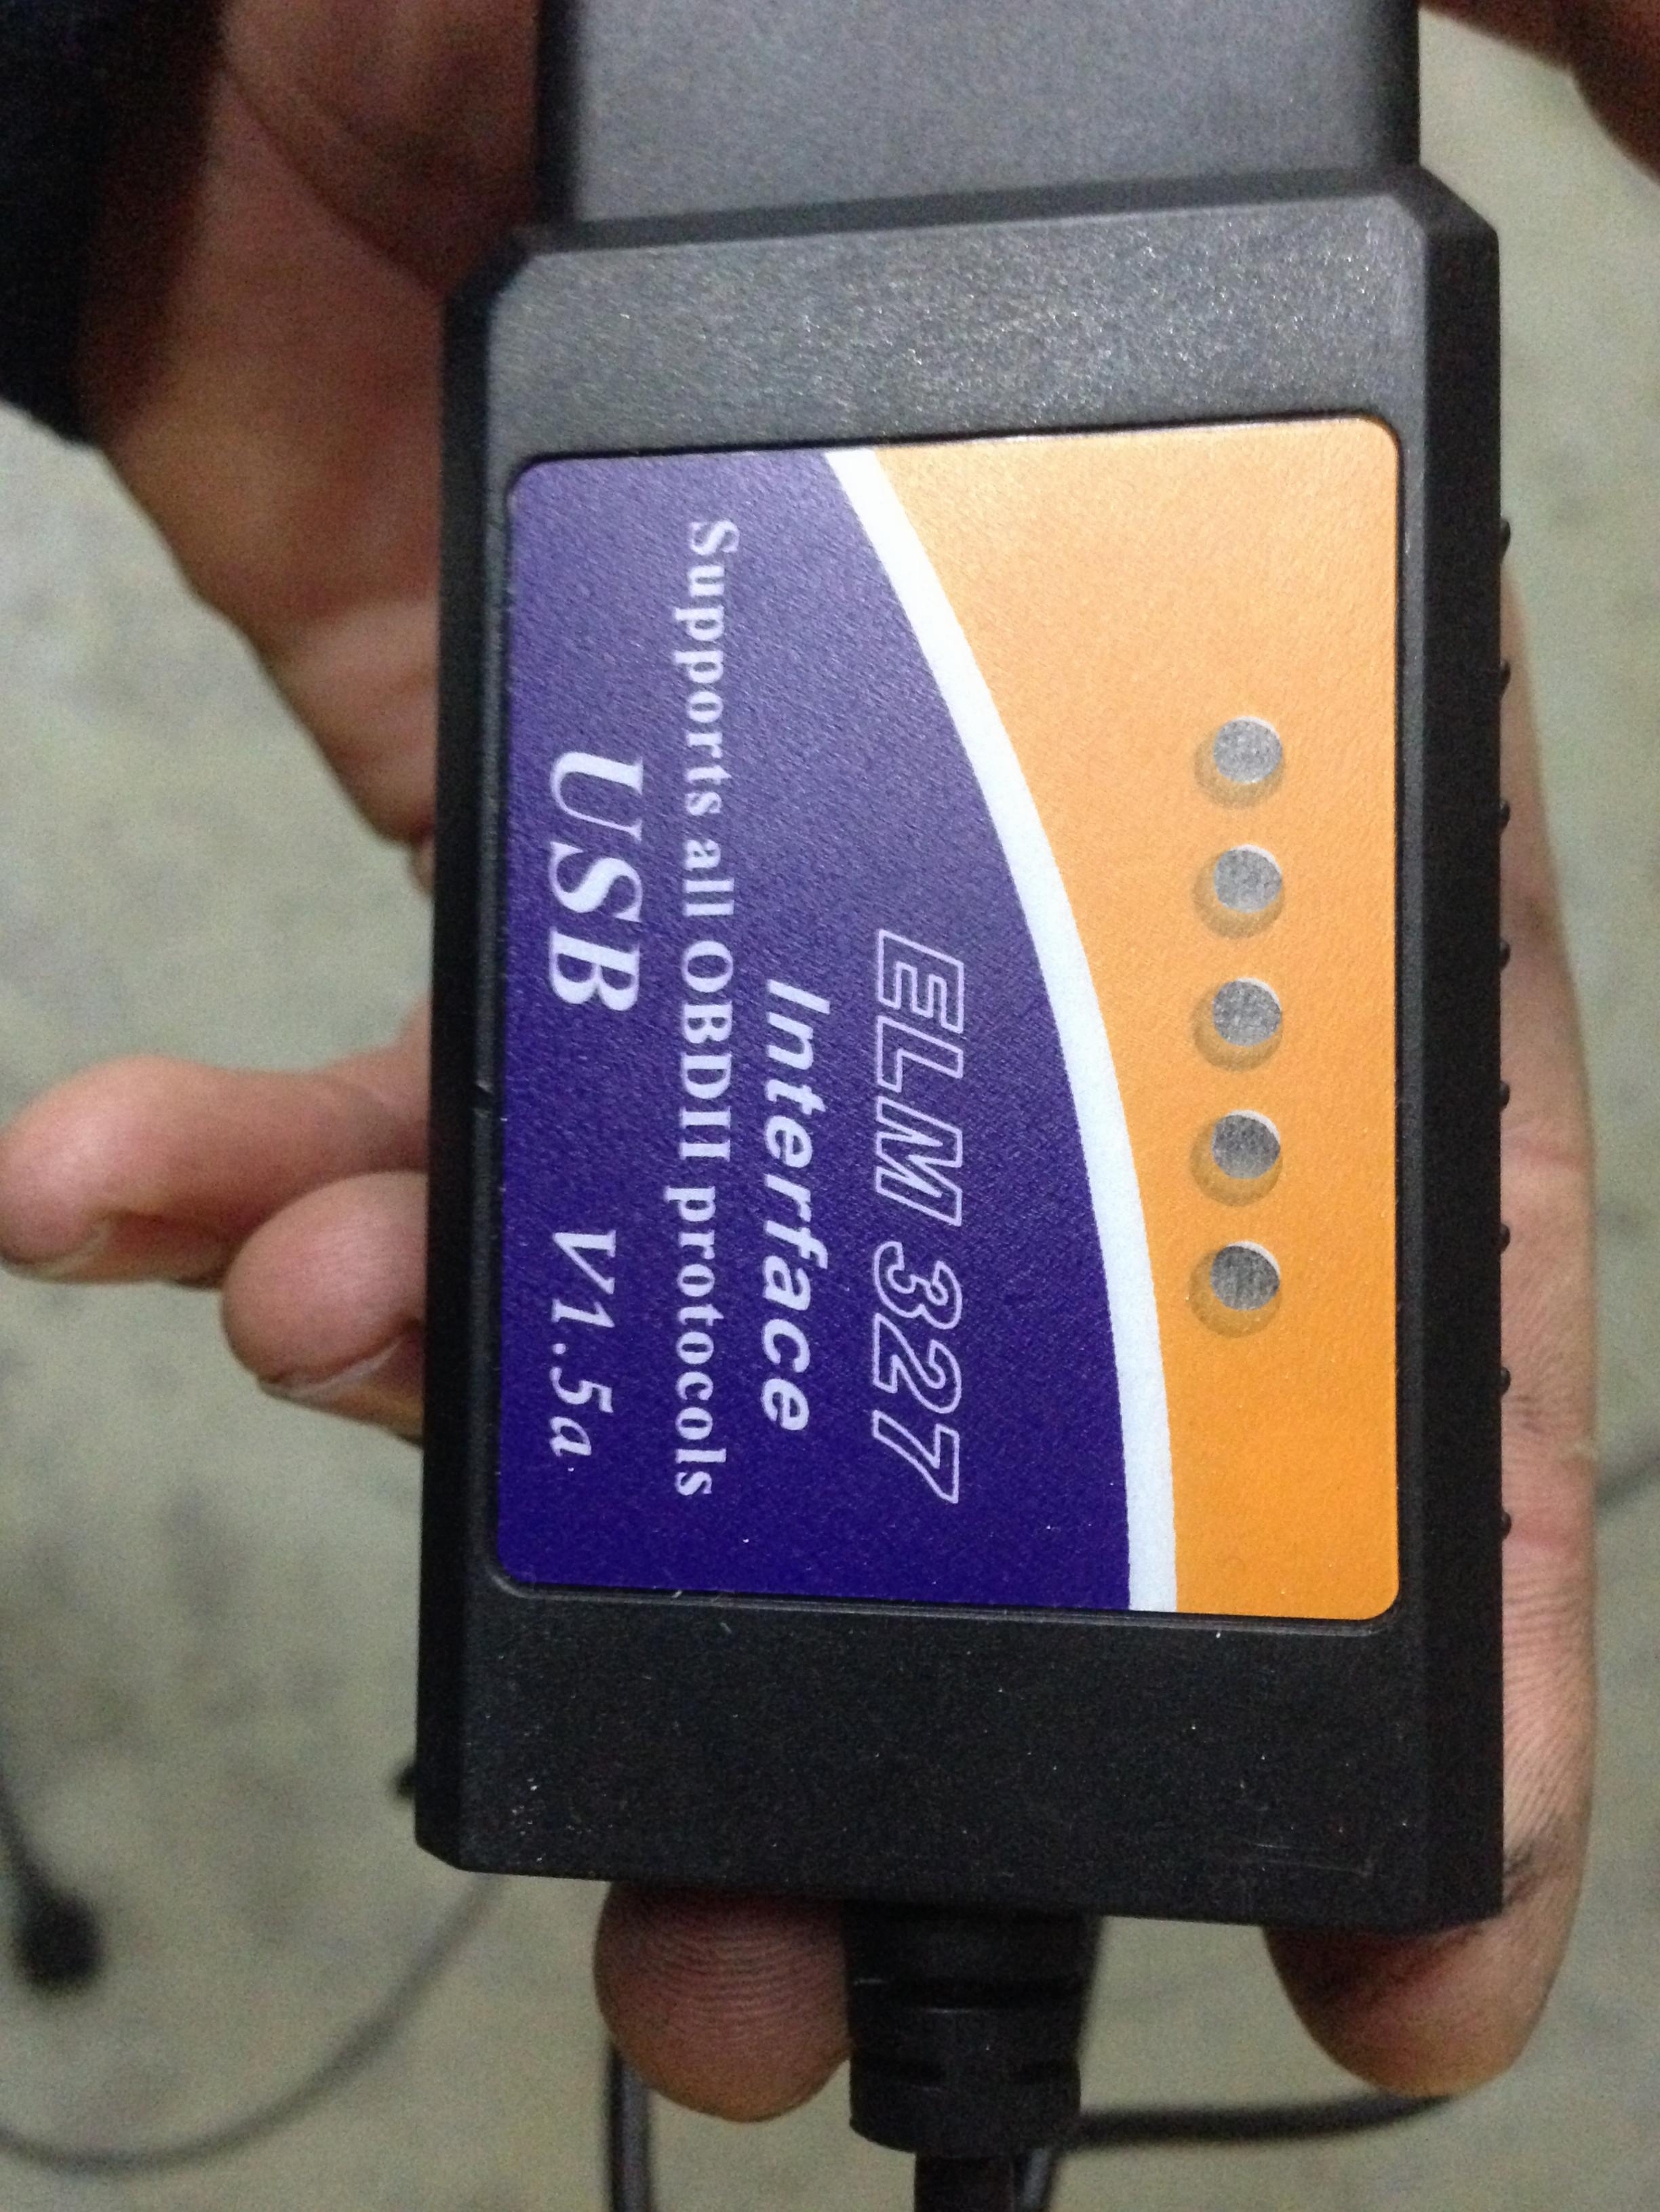 ELM 327
Interface
Supports all OBDII protocols
USB V1.5a